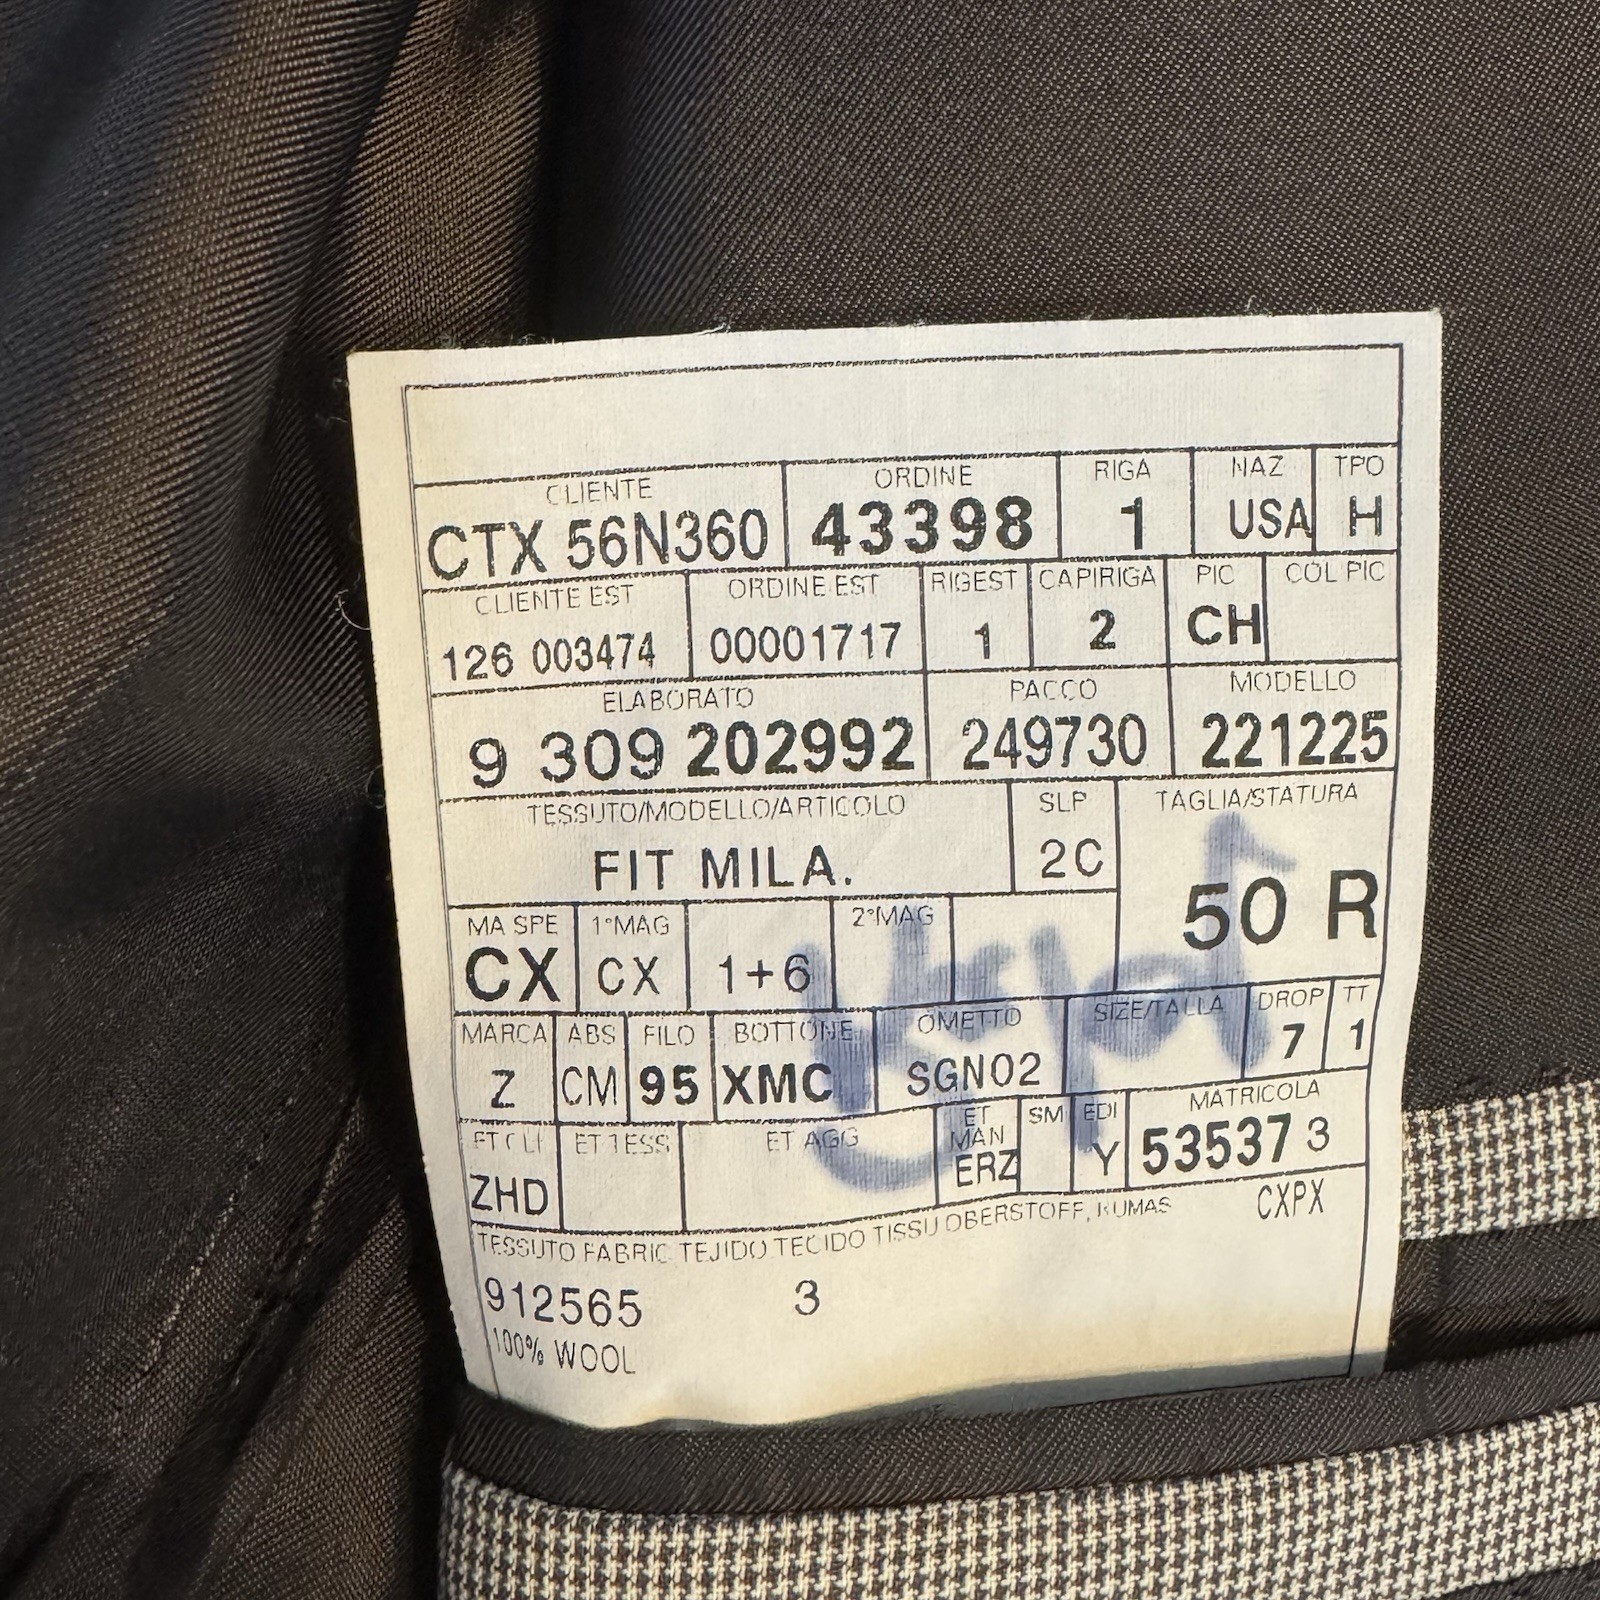 CLIENTE ORDINE RIGA NAZ TPO
CTX 56N360 43398 1 USA H
CLIENTE EST ORDINE EST RIGEST CAPIRIGA PIC COL PIC
126 003474 00001717 1 2 CH
ELABORATO PACCO MODELLO
9 309 202992 249730 221225
TESSUTO/MODELLO/ARTICOLO SLP TAGLIA/STATURA
FIT MILA. 2C 50 R
MA SPE 1°MAG 2°MAG
CX CX 1+6
MARCA ABS FILO BOTTONE OMETTO SIZE/TALLA DROP TT
Z CM 95 XMC SGN02 7 1
ET CLI ET TESS ET AGG ET MAN SM EDI MATRICOLA
ZHD ERZ Y 535373
TESSUTO FABRIC TEJIDO TECIDO TISSU OBERSTOFF, KUMAS CXPX
912565 3
100% WOOL